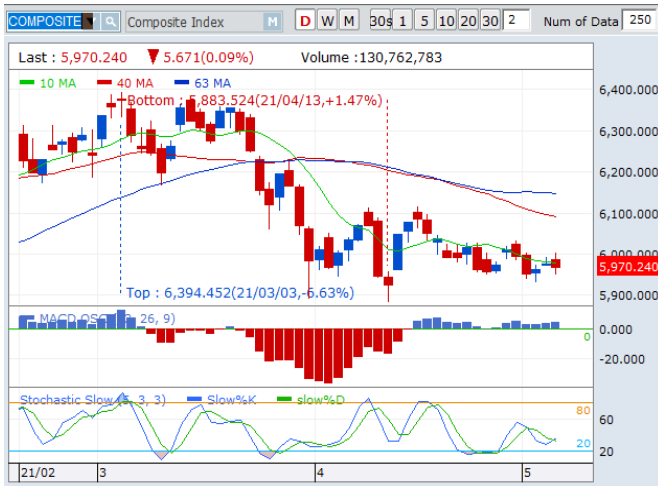 COMPOSITE Composite Index M D W M 30s 1 5 10 20 30 2 Num of Data 250
Last : 5,970.240 ▼ 5.671(0.09%) Volume :130,762,783
10 MA 40 MA 63 MA
Bottom : 5,883.524(21/04/13,+1.47%)
6,400.000
6,300.000
6,200.000
6,100.000
6,000.000
5,970.240
5,900.000
Top : 6,394.452(21/03/03,-6.63%)
0.000
0
-20.000
Stochastic Slow (5, 3, 3) Slow%K slow%D
80
60
20
20
21/02 3 4 5